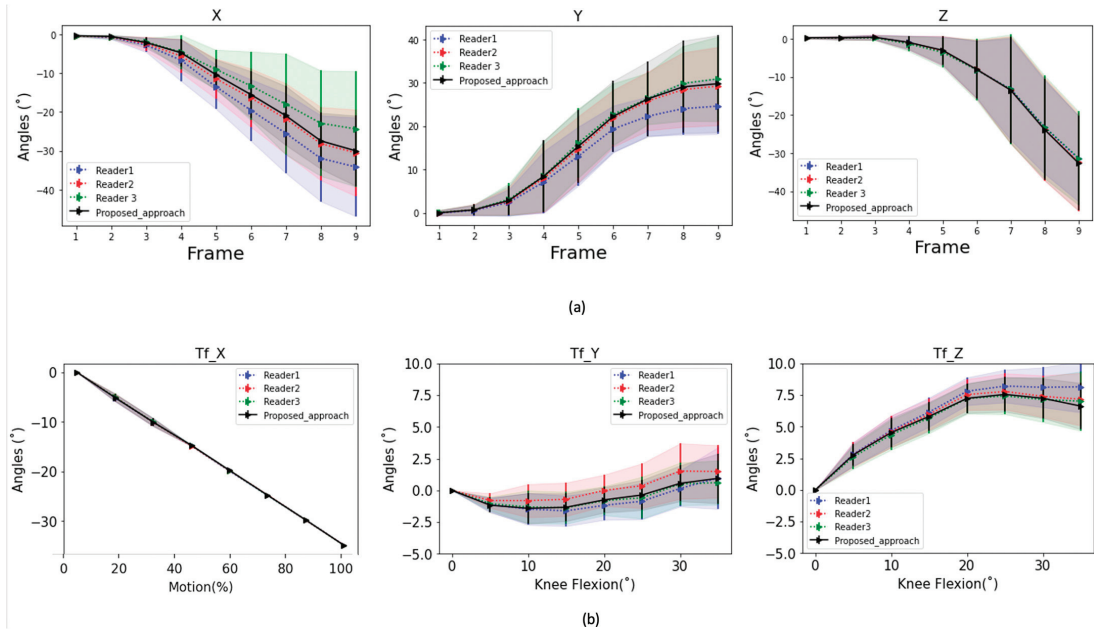 X
Y
Z
Angles (°)
0
−10
−20
−30
−40
Reader1
Reader2
Reader 3
Proposed_approach
1 2 3 4 5 6 7 8 9
Frame
Angles (°)
40
30
20
10
0
Reader1
Reader2
Reader 3
Proposed_approach
1 2 3 4 5 6 7 8 9
Frame
Angles (°)
0
−10
−20
−30
−40
Reader1
Reader2
Reader 3
Proposed_approach
1 2 3 4 5 6 7 8 9
Frame
(a)
Tf_X
Tf_Y
Tf_Z
Angles (°)
0
−10
−20
−30
Reader1
Reader2
Reader3
Proposed_approach
0 20 40 60 80 100
Motion(%)
Angles (°)
10.0
7.5
5.0
2.5
0.0
−2.5
−5.0
Reader1
Reader2
Reader3
Proposed_approach
0 10 20 30
Knee Flexion(°)
Angles (°)
10.0
7.5
5.0
2.5
0.0
−2.5
−5.0
Reader1
Reader2
Reader3
Proposed_approach
0 10 20 30
Knee Flexion(°)
(b)